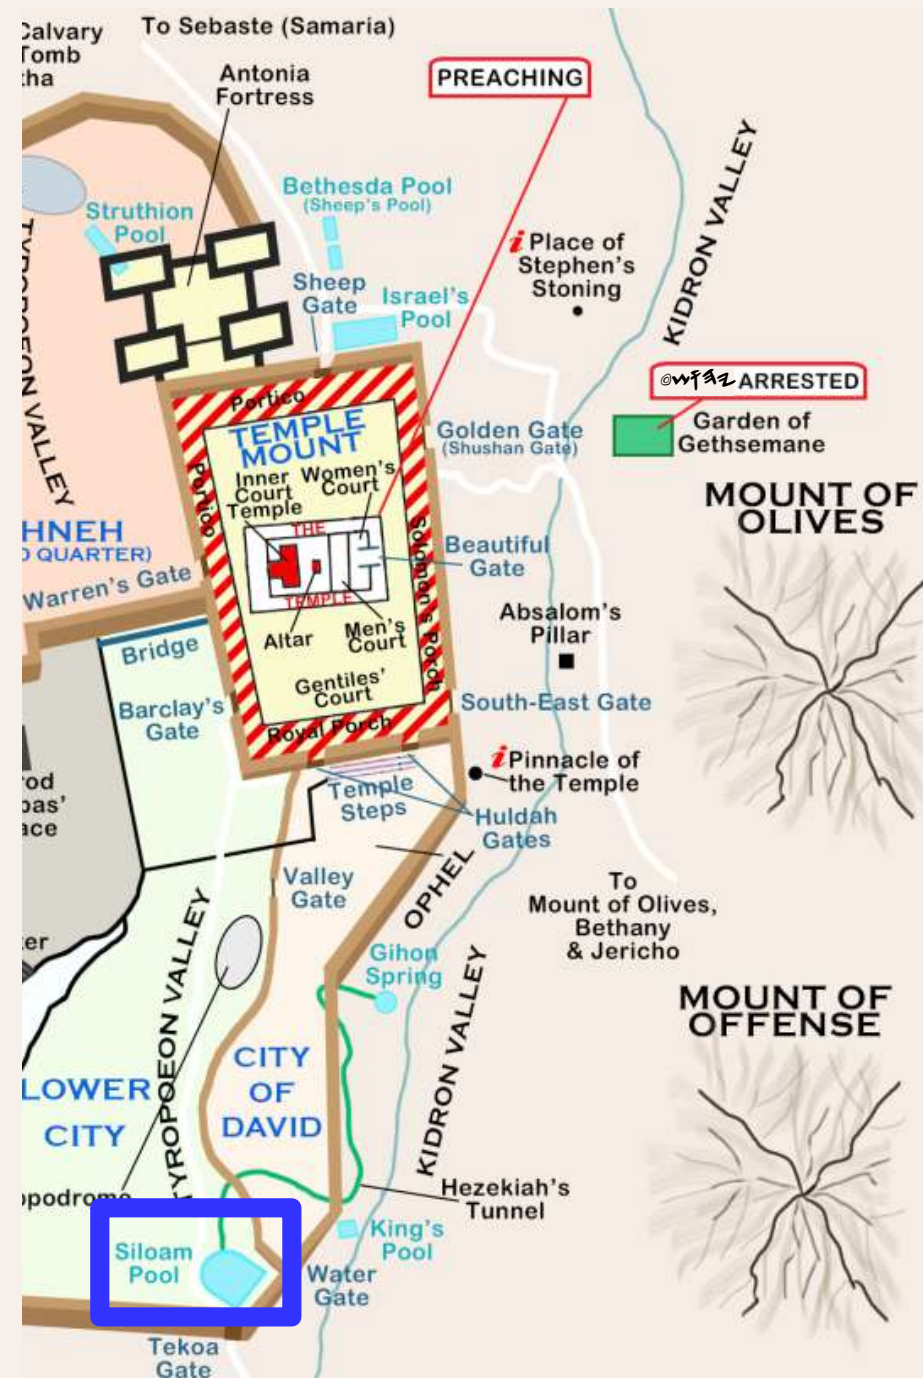 Calvary
Tomb
tha
To Sebaste (Samaria)
Antonia
Fortress
PREACHING
KIDRON VALLEY
Struthion
Pool
Bethesda Pool
(Sheep's Pool)
i Place of
Stephen's
Stoning
Sheep
Gate
Israel's
Pool
TYROPOEON VALLEY
ARRESTED
Garden of
Gethsemane
Portico
TEMPLE
MOUNT
Golden Gate
(Shushan Gate)
Inner
Court
Temple
Women's
Court
Portico
Solomon's Porch
MOUNT OF
OLIVES
HNEH
D QUARTER)
THE
TEMPLE
Beautiful
Gate
Warren's Gate
Altar
Men's
Court
Absalom's
Pillar
Bridge
Gentiles'
Court
Barclay's
Gate
South-East Gate
Royal Porch
i Pinnacle of
the Temple
rod
pas'
ace
Temple
Steps
Huldah
Gates
Valley
Gate
OPHEL
To
Mount of Olives,
Bethany
& Jericho
er
TYROPOEON VALLEY
Gihon
Spring
KIDRON VALLEY
MOUNT OF
OFFENSE
CITY
OF
DAVID
LOWER
CITY
Hezekiah's
Tunnel
ppodrome
Siloam
Pool
King's
Pool
Water
Gate
Tekoa
Gate